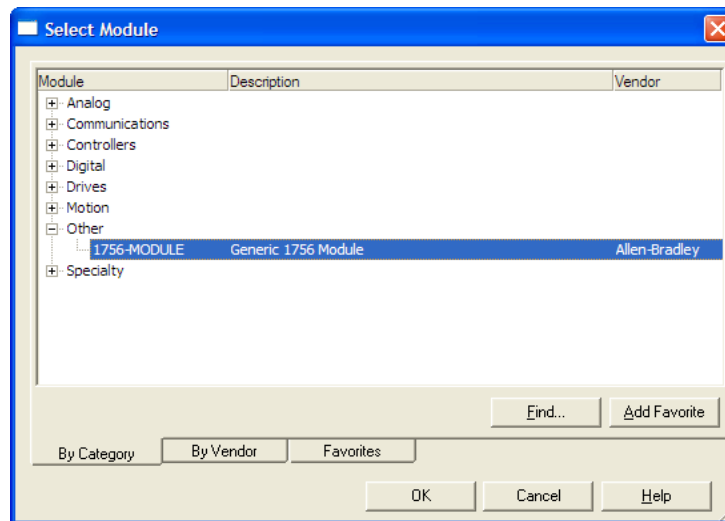 Select Module
Module Description Vendor
Analog
Communications
Controllers
Digital
Drives
Motion
Other
1756-MODULE Generic 1756 Module Allen-Bradley
Specialty
Find... Add Favorite
By Category By Vendor Favorites
OK Cancel Help